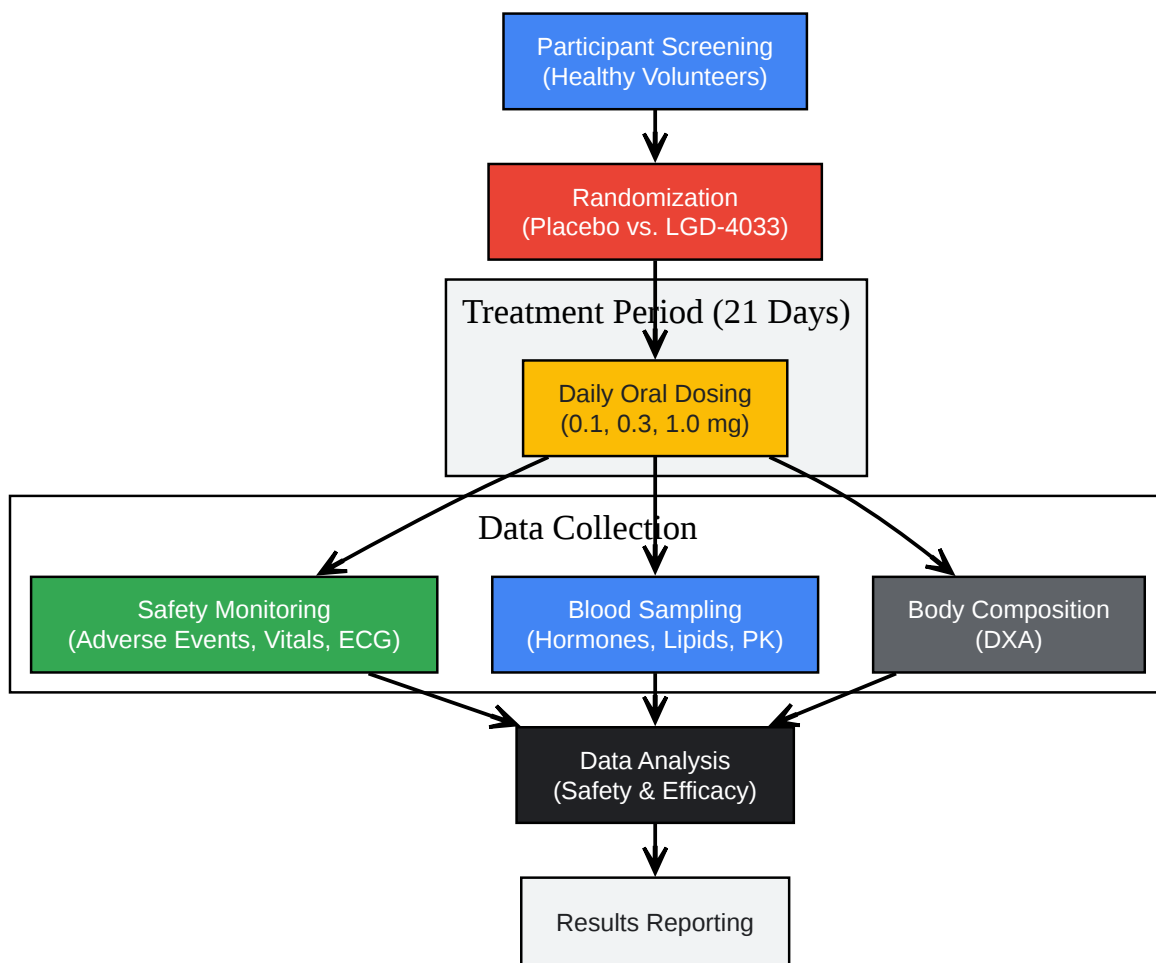 Participant Screening
(Healthy Volunteers)
Randomization
(Placebo vs. LGD-4033)
Treatment Period (21 Days)
Daily Oral Dosing
(0.1, 0.3, 1.0 mg)
Data Collection
Safety Monitoring
(Adverse Events, Vitals, ECG)
Blood Sampling
(Hormones, Lipids, PK)
Body Composition
(DXA)
Data Analysis
(Safety & Efficacy)
Results Reporting